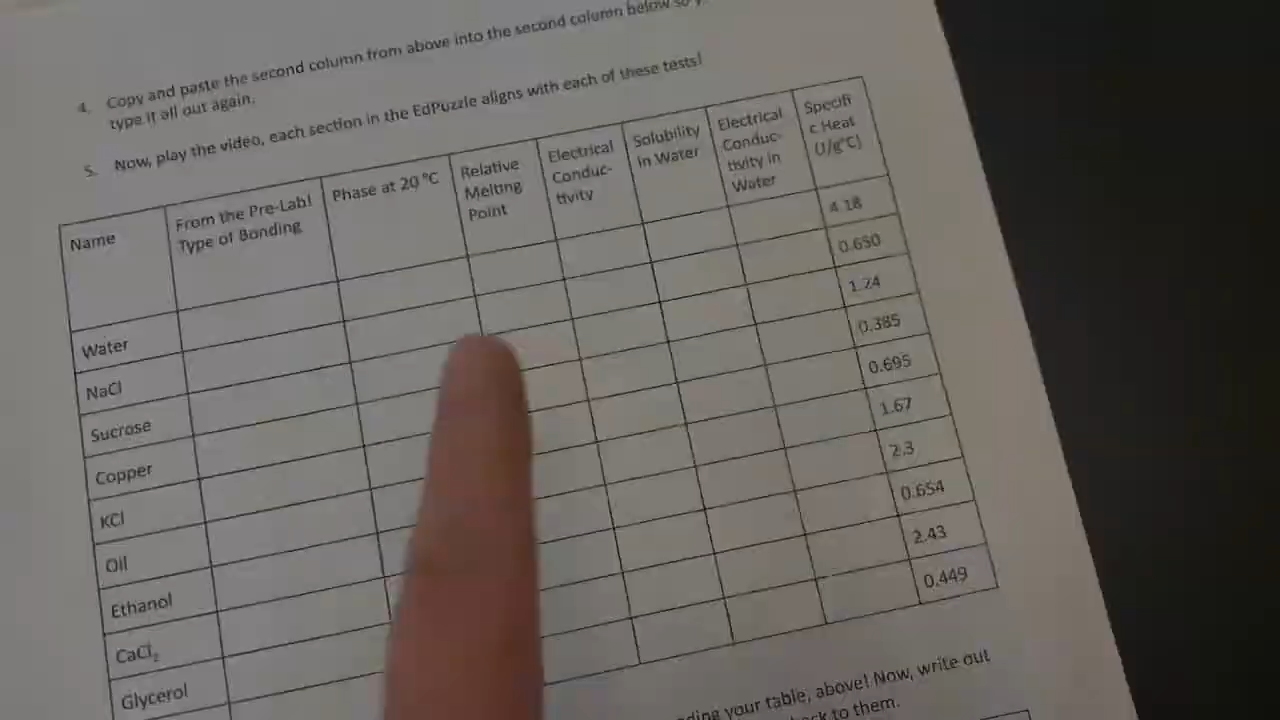 4. Copy and paste the second column from above into the second column below so
type it all out again.
5. Now, play the video, each section in the EdPuzzle aligns with each of these tests!
Name
From the Pre-Lab!
Type of Bonding
Phase at 20 °C
Relative
Melting
Point
Electrical
Conduc-
tivity
Solubility
in Water
Electrical
Conduc-
tivity in
Water
Specifi
c Heat
(J/g°C)
Water
4.18
NaCl
0.650
Sucrose
1.24
Copper
0.385
KCl
0.695
Oil
1.67
Ethanol
2.3
CaCl₂
0.654
Glycerol
2.43
0.449
your table, above! Now, write out
to them.